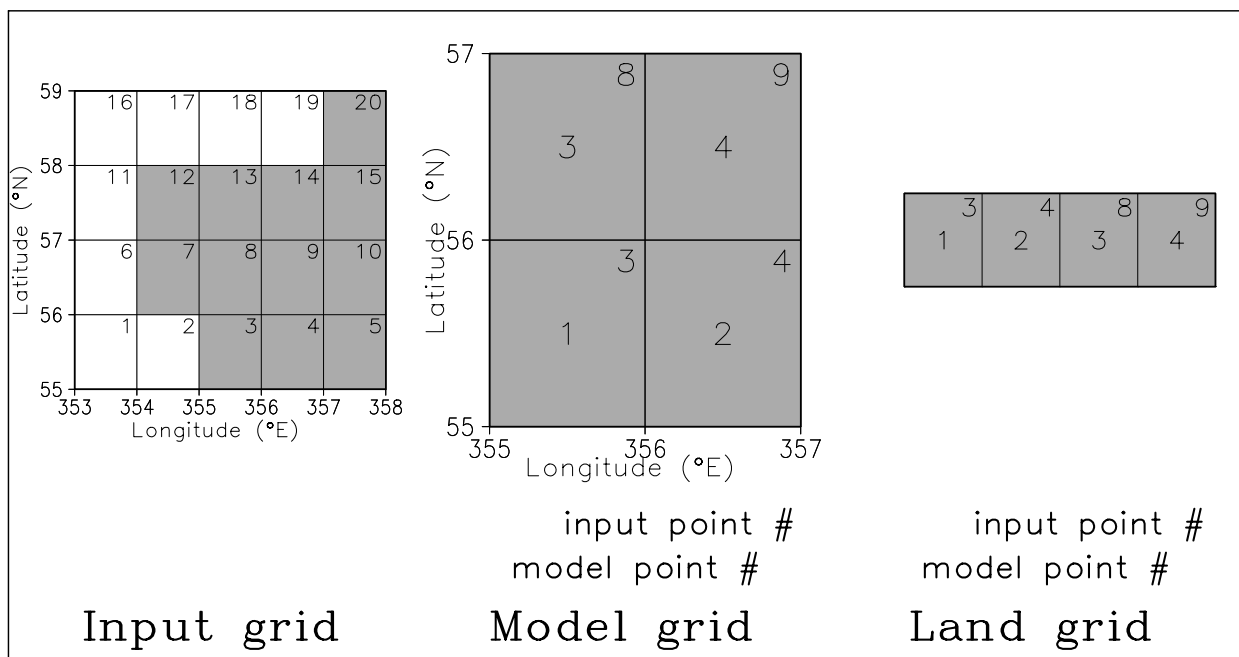 59
16 17 18 19 20
58
11 12 13 14 15
57
6 7 8 9 10
56
1 2 3 4 5
55
353 354 355 356 357 358
Longitude (°E)
Latitude (°N)
Input grid
57
8 9
3 4
56
3 4
1 2
55
355 356 357
Longitude (°E)
Latitude (°N)
input point #
model point #
Model grid
3 4 8 9
1 2 3 4
input point #
model point #
Land grid